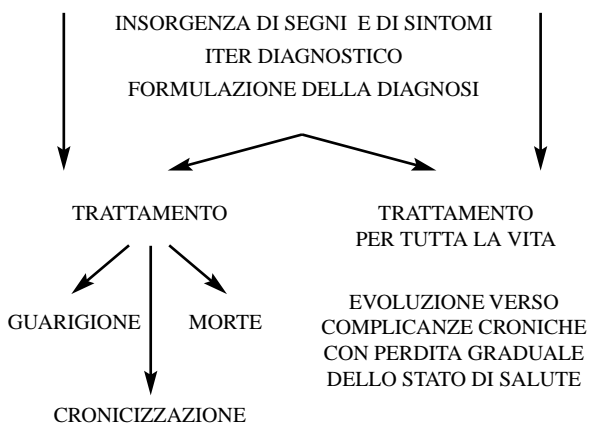 INSORGENZA DI SEGNI E DI SINTOMI
ITER DIAGNOSTICO
FORMULAZIONE DELLA DIAGNOSI
TRATTAMENTO
GUARIGIONE
MORTE
CRONICIZZAZIONE
TRATTAMENTO
PER TUTTA LA VITA
EVOLUZIONE VERSO
COMPLICANZE CRONICHE
CON PERDITA GRADUALE
DELLO STATO DI SALUTE